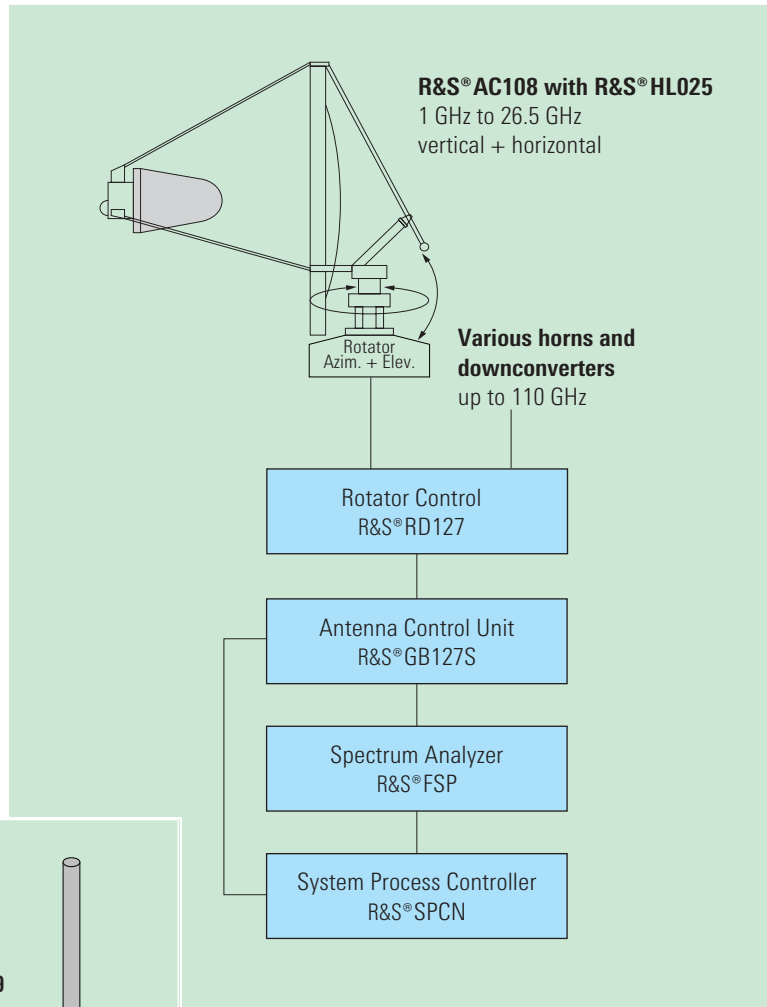 R&S®AC108 with R&S®HL025
1 GHz to 26.5 GHz
vertical + horizontal
Rotator
Azim. + Elev.
Various horns and
downconverters
up to 110 GHz
Rotator Control
R&S®RD127
Antenna Control Unit
R&S®GB127S
Spectrum Analyzer
R&S®FSP
System Process Controller
R&S®SPCN
9